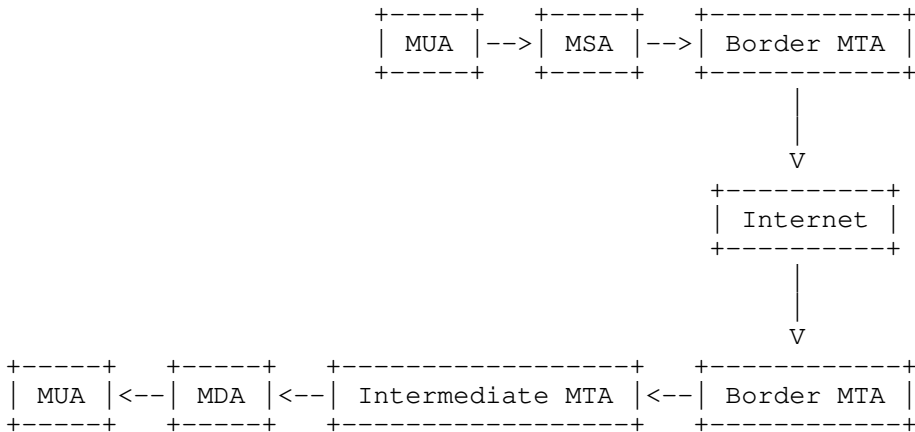 MUA -->| MSA |-->| Border MTA
V
Internet
V
MUA |<--| MDA |<--| Intermediate MTA |<--| Border MTA